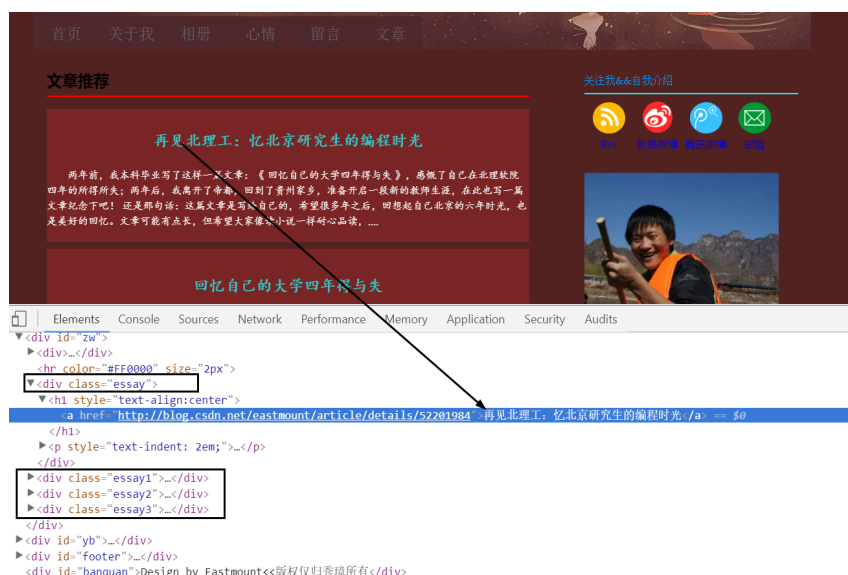 首页 关于我 相册 心情 留言 文章
文章推荐
再见北理工：忆北京研究生的编程时光
两年前，我本科毕业写了这样一篇文章：《 回忆自己的大学四年得与失 》，感慨了自己在北理软院
四年的所得所失；两年后，我离开了帝都，回到了贵州家乡，准备开启一段新的教师生涯，在此也写一篇
文章纪念下吧！ 还是那句话：这篇文章是写给自己的，希望很多年之后，回想起自己北京的六年时光，也
是美好的回忆。文章可能有点长，但希望大家像读小说一样耐心品读，....
回忆自己的大学四年得与失
关注我&&自我介绍
Rss 新浪微博 腾讯微博 邮箱
Elements Console Sources Network Performance Memory Application Security Audits
▼<div id="zw">
▶<div>…</div>
<hr color="#FF0000" size="2px">
▼<div class="essay">
▼<h1 style="text-align:center">
<a href="http://blog.csdn.net/eastmount/article/details/52201984">再见北理工：忆北京研究生的编程时光</a> == $0
</h1>
▶<p style="text-indent: 2em;">…</p>
</div>
▶<div class="essay1">…</div>
▶<div class="essay2">…</div>
▶<div class="essay3">…</div>
</div>
▶<div id="yb">…</div>
▶<div id="footer">…</div>
<div id="banquan">Design by Eastmount<<版权仅归秀璋所有</div>